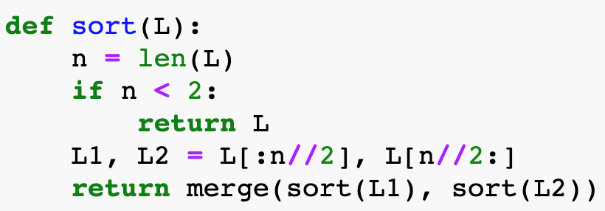 def sort(L):
    n = len(L)
    if n < 2:
        return L
    L1, L2 = L[:n//2], L[n//2:]
    return merge(sort(L1), sort(L2))